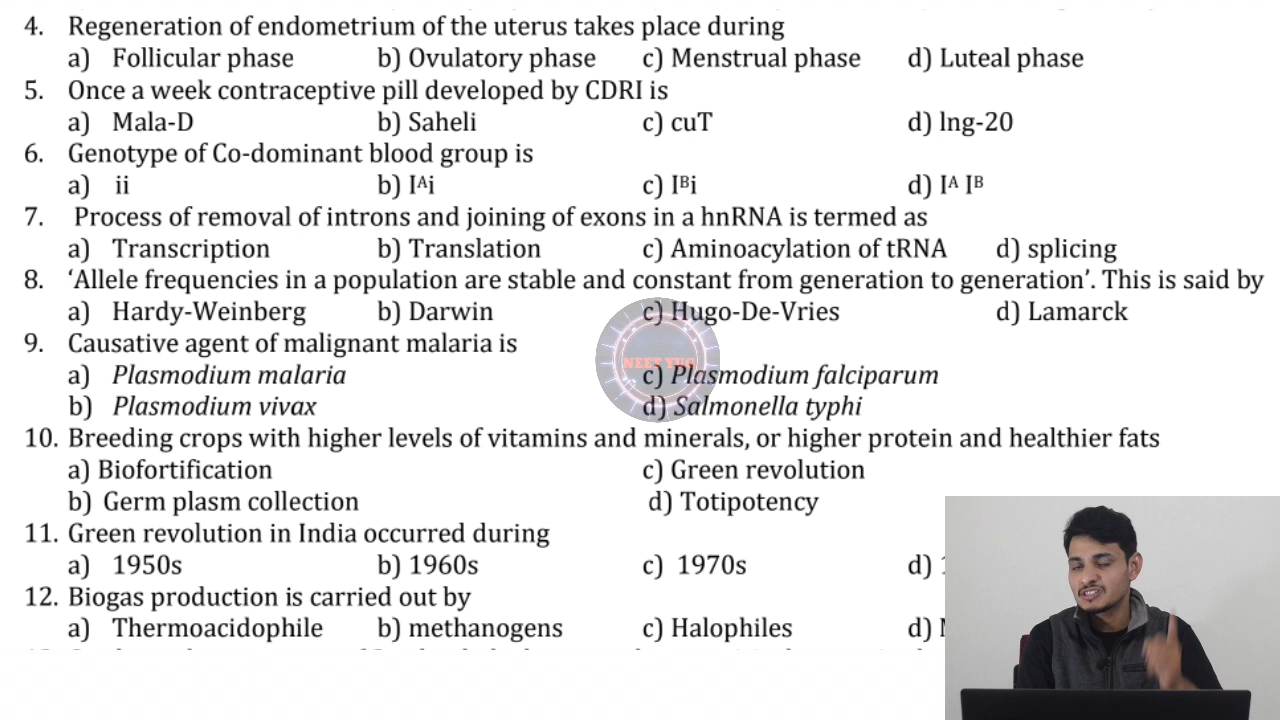 4. Regeneration of endometrium of the uterus takes place during
a) Follicular phase b) Ovulatory phase c) Menstrual phase d) Luteal phase
5. Once a week contraceptive pill developed by CDRI is
a) Mala-D b) Saheli c) cuT d) lng-20
6. Genotype of Co-dominant blood group is
a) ii b) Iᴬi c) Iᴮi d) Iᴬ Iᴮ
7. Process of removal of introns and joining of exons in a hnRNA is termed as
a) Transcription b) Translation c) Aminoacylation of tRNA d) splicing
8. ‘Allele frequencies in a population are stable and constant from generation to generation’. This is said by
a) Hardy-Weinberg b) Darwin c) Hugo-De-Vries d) Lamarck
9. Causative agent of malignant malaria is
NEET YUG
a) Plasmodium malaria c) Plasmodium falciparum
b) Plasmodium vivax d) Salmonella typhi
10. Breeding crops with higher levels of vitamins and minerals, or higher protein and healthier fats
a) Biofortification c) Green revolution
b) Germ plasm collection d) Totipotency
11. Green revolution in India occurred during
a) 1950s b) 1960s c) 1970s d)
12. Biogas production is carried out by
a) Thermoacidophile b) methanogens c) Halophiles d)